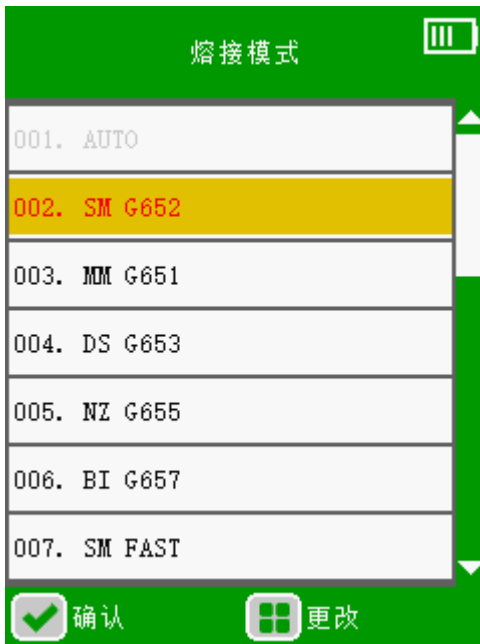 熔接模式
001. AUTO
002. SM G652
003. MM G651
004. DS G653
005. NZ G655
006. BI G657
007. SM FAST
确认 更改